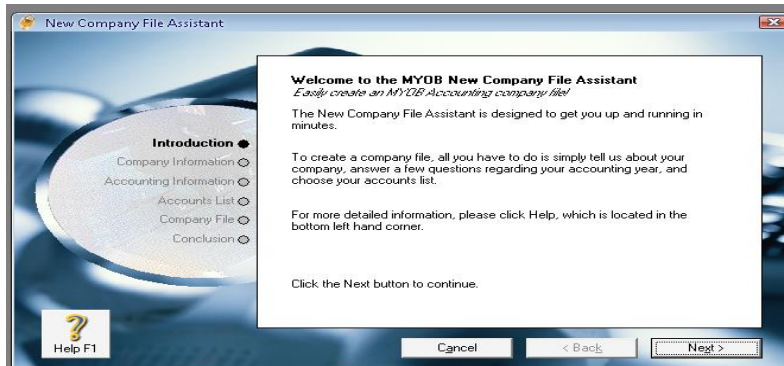 New Company File Assistant
Welcome to the MYOB New Company File Assistant
Easily create an MYOB Accounting company file!
The New Company File Assistant is designed to get you up and running in
minutes.
To create a company file, all you have to do is simply tell us about your
company, answer a few questions regarding your accounting year, and
choose your accounts list.
For more detailed information, please click Help, which is located in the
bottom left hand corner.
Click the Next button to continue.
Introduction
Company Information
Accounting Information
Accounts List
Company File
Conclusion
Help F1
Cancel
< Back
Next >